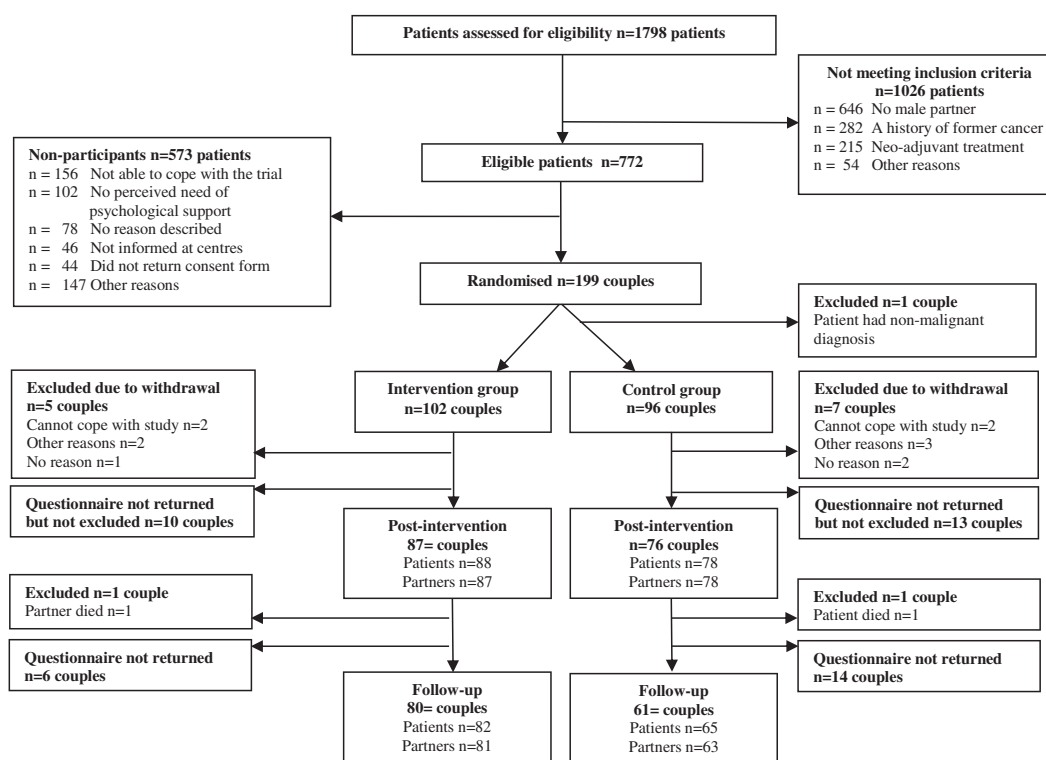 Patients assessed for eligibility n=1798 patients
Not meeting inclusion criteria
n=1026 patients
n = 646 No male partner
n = 282 A history of former cancer
n = 215 Neo-adjuvant treatment
n = 54 Other reasons
Non-participants n=573 patients
n = 156 Not able to cope with the trial
n = 102 No perceived need of
psychological support
n = 78 No reason described
n = 46 Not informed at centres
n = 44 Did not return consent form
n = 147 Other reasons
Eligible patients n=772
Randomised n=199 couples
Excluded n=1 couple
Patient had non-malignant
diagnosis
Intervention group
n=102 couples
Control group
n=96 couples
Excluded due to withdrawal
n=5 couples
Cannot cope with study n=2
Other reasons n=2
No reason n=1
Excluded due to withdrawal
n=7 couples
Cannot cope with study n=2
Other reasons n=3
No reason n=2
Questionnaire not returned
but not excluded n=10 couples
Questionnaire not returned
but not excluded n=13 couples
Post-intervention
87= couples
Patients n=88
Partners n=87
Post-intervention
n=76 couples
Patients n=78
Partners n=78
Excluded n=1 couple
Partner died n=1
Excluded n=1 couple
Patient died n=1
Questionnaire not returned
n=6 couples
Questionnaire not returned
n=14 couples
Follow-up
80= couples
Patients n=82
Partners n=81
Follow-up
61= couples
Patients n=65
Partners n=63